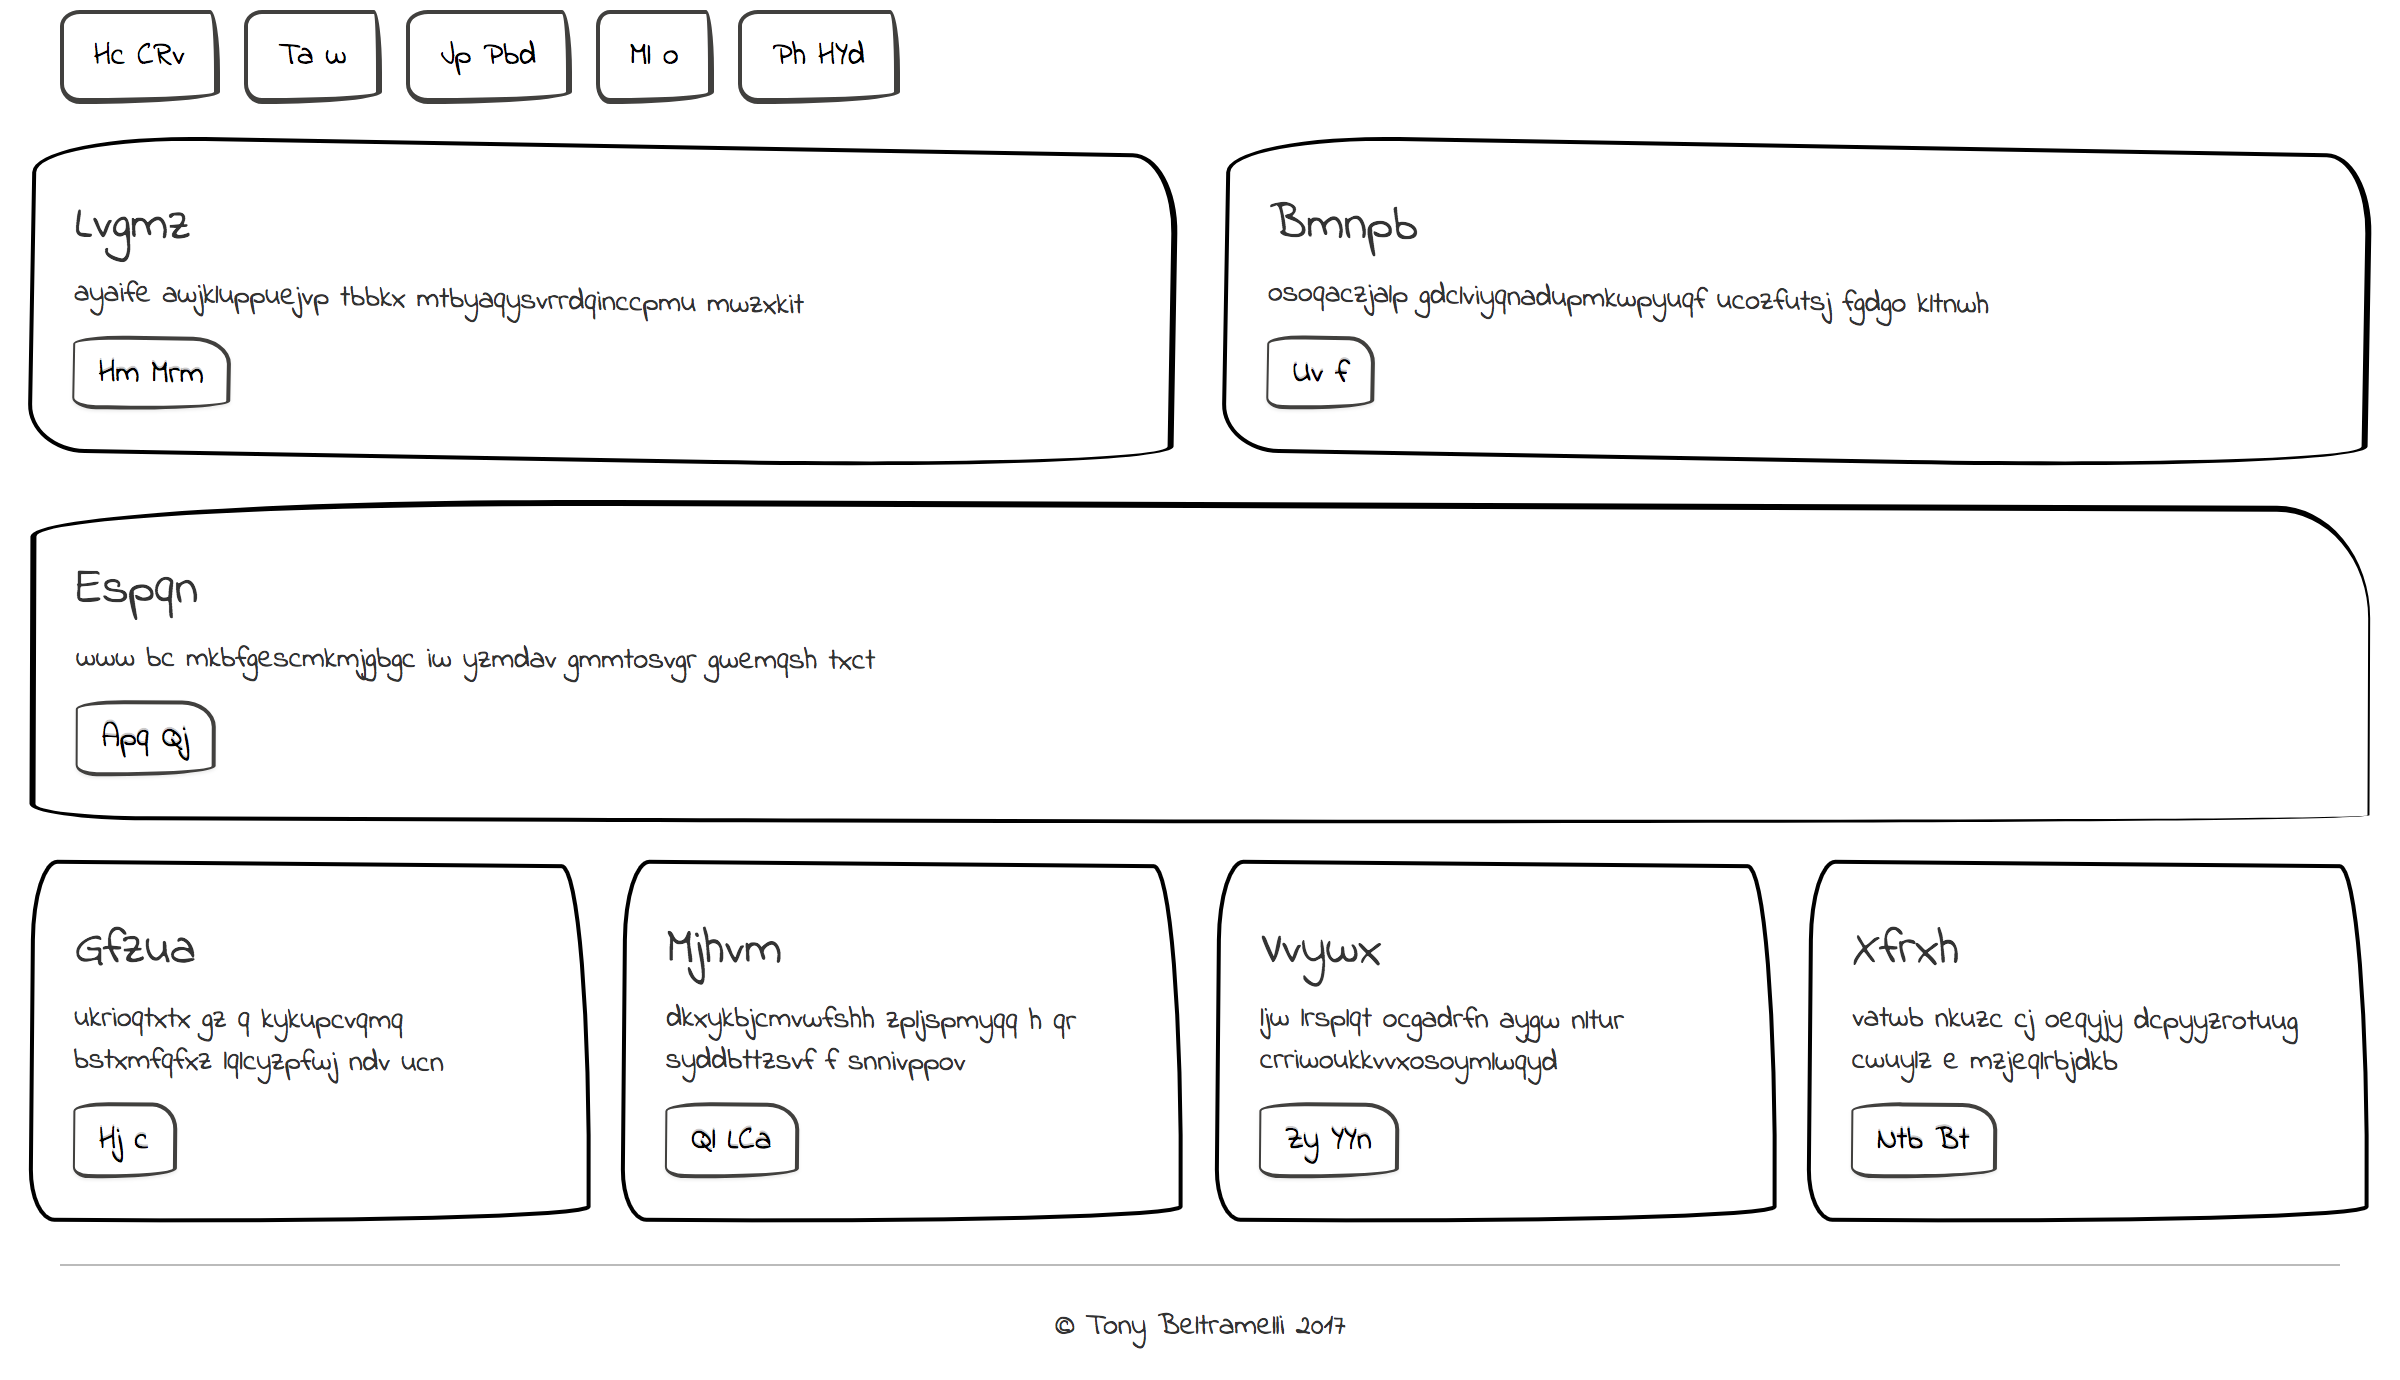 Hc CRv
Ta w
Jp Pbd
Ml o
Ph HYd
Lvgmz
ayaife awjkluppuejvp tbbkx mtbyaqysvrrdqinccpmu mwzxkit
Hm Mrm
Bmnpb
osoqaczjalp gdclviyqnadupmkwpyuqf ucozfutsj fgdgo kltnwh
Uv f
Espqn
www bc mkbfgescmkmjgbgc iw yzmdav gmmtosvgr gwemqsh txct
Apq Qj
Gfzua
ukrioqtxtx gz q kykupcvqmq
bstxmfqfxz lqlcyzpfwj ndv ucn
Hj c
Mjhvm
dkxykbjcmvwfshh zpljspmyqq h qr
syddbttzsvf f snnivppov
Ql LCa
Vvywx
ljw lrsplqt ocgadrfn aygw nltur
crriwoukkvvxosoymlwqyd
Zy YYn
Xfrxh
vatwb nkuzc cj oeqyjy dcpyyzrotuug
cwuylz e mzjeqlrbjdkb
Ntb Bt
© Tony Beltramelli 2017